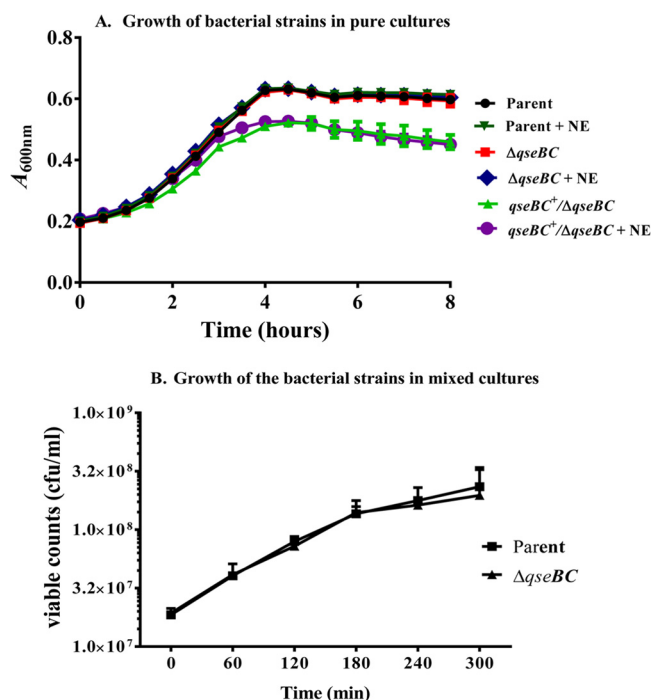 A. Growth of bacterial strains in pure cultures
0.8
0.6
0.4
0.2
0.0
A600nm
0 2 4 6 8
Time (hours)
Parent
Parent + NE
ΔqseBC
ΔqseBC + NE
qseBC+/ΔqseBC
qseBC+/ΔqseBC + NE
B. Growth of the bacterial strains in mixed cultures
1.0×10⁹
3.2×10⁸
1.0×10⁸
3.2×10⁷
1.0×10⁷
viable counts (cfu/ml)
0 60 120 180 240 300
Time (min)
Parent
ΔqseBC